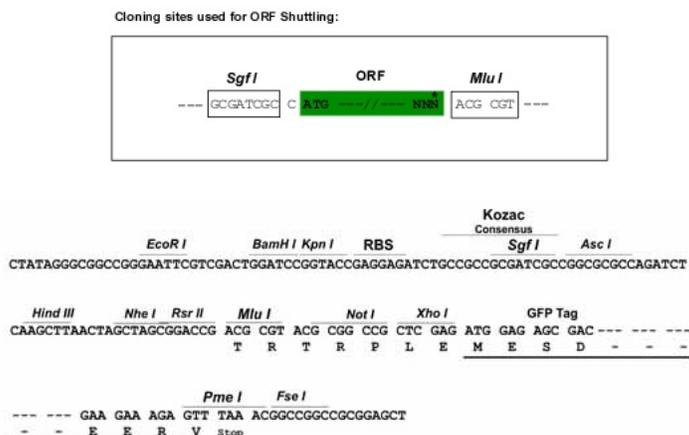 Cloning sites used for ORF Shuttling:
Sgf I ORF Mlu I
--- GCGATCGC C ATG ---//--- NNN* ACG CGT ---
Kozac
Consensus
EcoR I BamH I Kpn I RBS Sgf I Asc I
CTATAGGGCGGCCGGGAATTCGTCGACTGGATCCGGTACCGAGGAGATCTGCCGCCGCGATCGCCGGCGCGCCAGATCT
Hind III Nhe I Rsr II Mlu I Not I Xho I GFP Tag
CAAGCTTAACTAGCTAGCGGACCG ACG CGT ACG CGG CCG CTC GAG ATG GAG AGC GAC --- --- ---
T R T R P L E M E S D - - -
Pme I Fse I
--- --- GAA GAA AGA GTT TAA ACGGCCGGCCGCGGAGCT
- - E E R V Stop